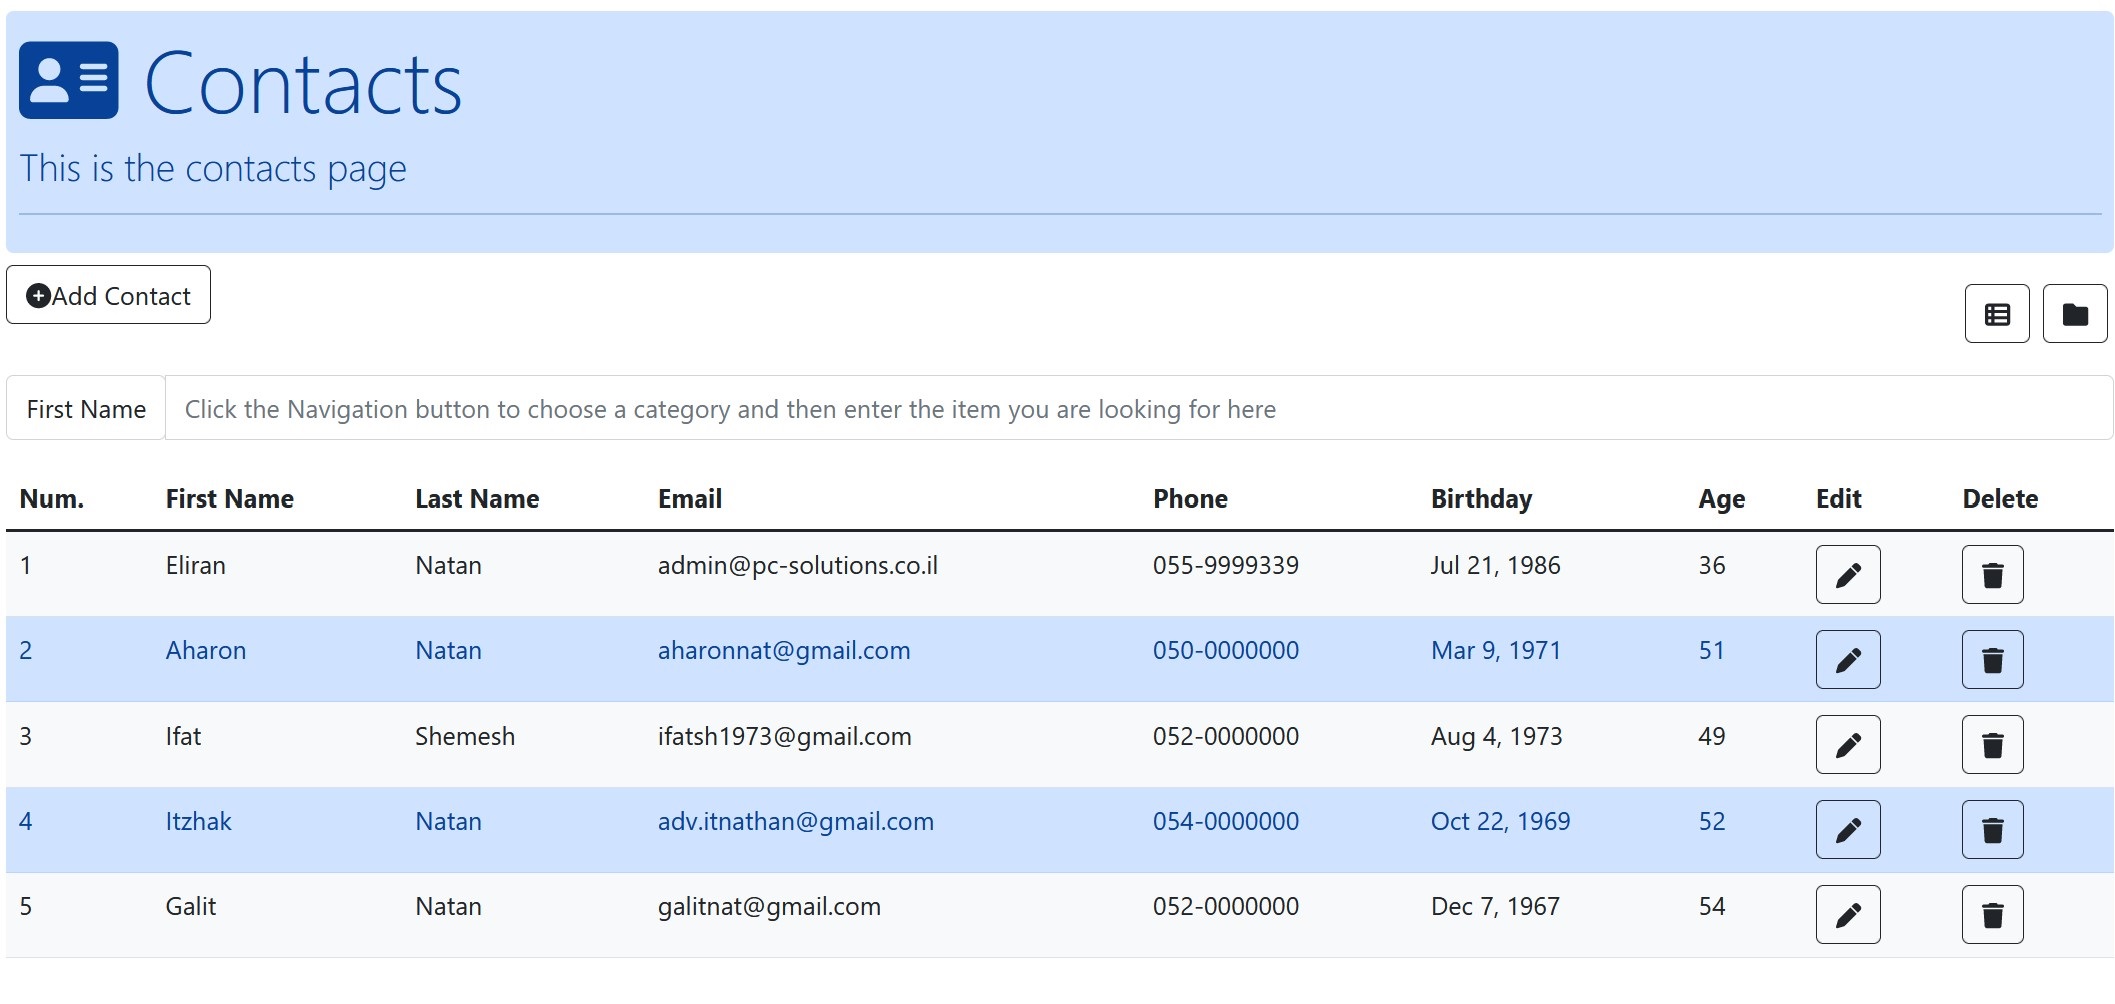 Contacts
This is the contacts page
Add Contact
First Name Click the Navigation button to choose a category and then enter the item you are looking for here
Num. First Name Last Name Email Phone Birthday Age Edit Delete
1 Eliran Natan admin@pc-solutions.co.il 055-9999339 Jul 21, 1986 36
2 Aharon Natan aharonnat@gmail.com 050-0000000 Mar 9, 1971 51
3 Ifat Shemesh ifatsh1973@gmail.com 052-0000000 Aug 4, 1973 49
4 Itzhak Natan adv.itnathan@gmail.com 054-0000000 Oct 22, 1969 52
5 Galit Natan galitnat@gmail.com 052-0000000 Dec 7, 1967 54